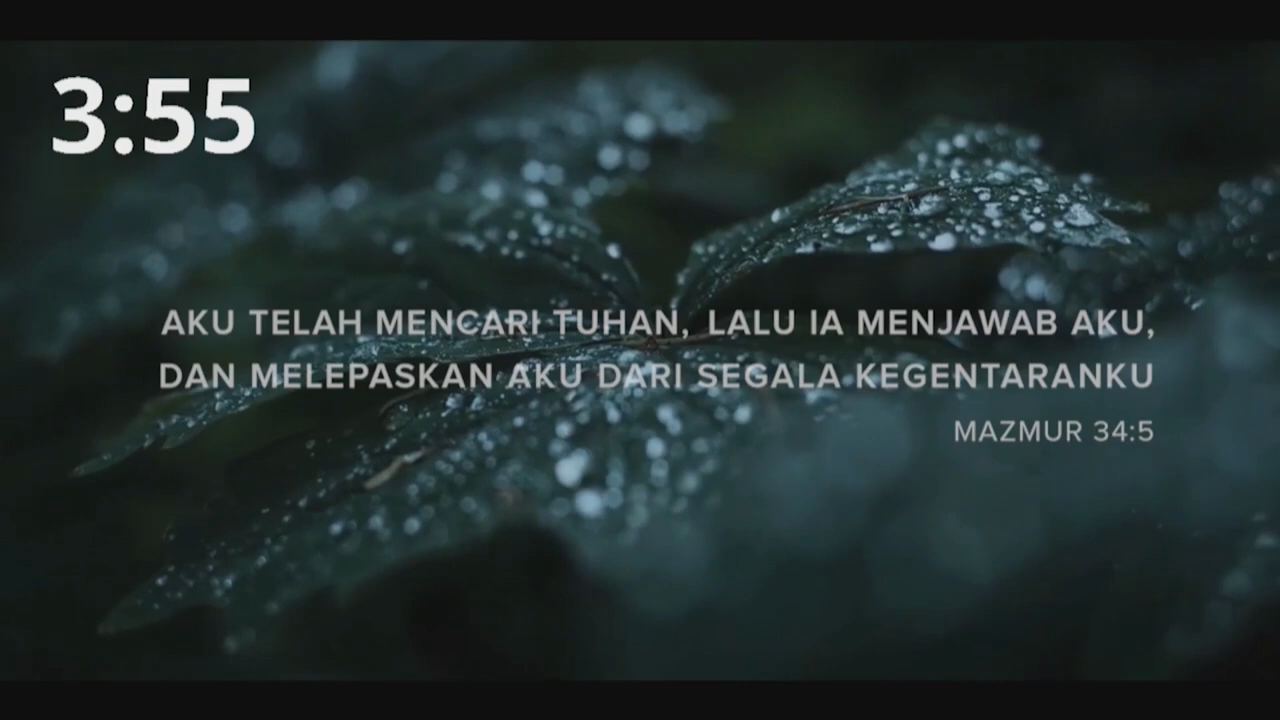 3:55
AKU TELAH MENCARI TUHAN, LALU IA MENJAWAB AKU,
DAN MELEPASKAN AKU DARI SEGALA KEGENTARANKU
MAZMUR 34:5